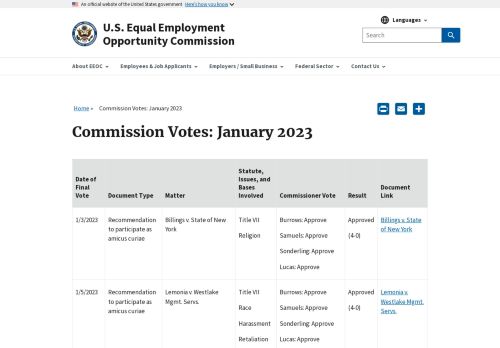 An official website of the United States government Here's how you know
U.S. Equal Employment
Opportunity Commission
Languages
Search
About EEOC
Employees & Job Applicants
Employers / Small Business
Federal Sector
Contact Us
Home » Commission Votes: January 2023
Commission Votes: January 2023
Date of Final Vote
Document Type
Matter
Statute, Issues, and Bases Involved
Commissioner Vote
Result
Document Link
1/3/2023
Recommendation
to participate as
amicus curiae
Billings v. State of New
York
Title VII
Religion
Burrows: Approve
Samuels: Approve
Sonderling: Approve
Lucas: Approve
Approved
(4-0)
Billings v. State
of New York
1/5/2023
Recommendation
to participate as
amicus curiae
Lemonia v. Westlake
Mgmt. Servs.
Title VII
Race
Harassment
Retaliation
Burrows: Approve
Samuels: Approve
Sonderling: Approve
Lucas: Approve
Approved
(4-0)
Lemonia v.
Westlake Mgmt.
Servs.